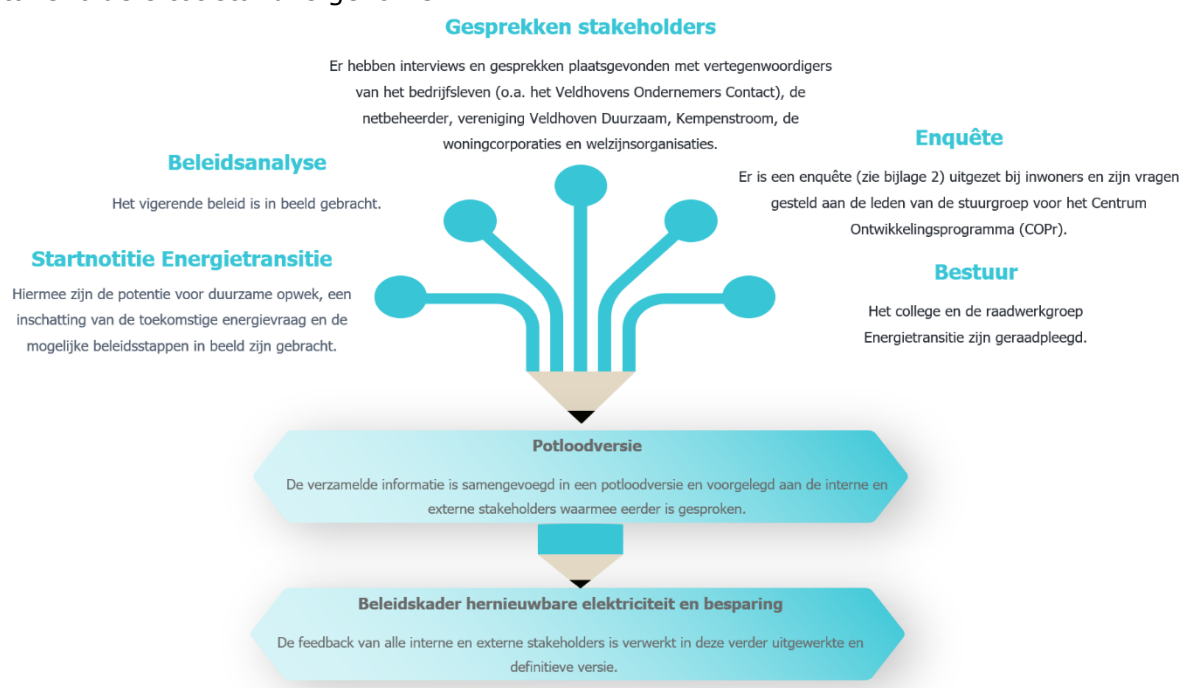 Gesprekken stakeholders
Er hebben interviews en gesprekken plaatsgevonden met vertegenwoordigers
van het bedrijfsleven (o.a. het Veldhovens Ondernemers Contact), de
netbeheerder, vereniging Veldhoven Duurzaam, Kempenstroom, de
woningcorporaties en welzijnsorganisaties.
Enquête
Er is een enquête (zie bijlage 2) uitgezet bij inwoners en zijn vragen
gesteld aan de leden van de stuurgroep voor het Centrum
Ontwikkelingsprogramma (COPr).
Beleidsanalyse
Het vigerende beleid is in beeld gebracht.
Startnotitie Energietransitie
Hiermee zijn de potentie voor duurzame opwek, een
inschatting van de toekomstige energievraag en de
mogelijke beleidsstappen in beeld zijn gebracht.
Bestuur
Het college en de raadwerkgroep
Energietransitie zijn geraadpleegd.
Potloodversie
De verzamelde informatie is samengevoegd in een potloodversie en voorgelegd aan de interne en
externe stakeholders waarmee eerder is gesproken.
Beleidskader hernieuwbare elektriciteit en besparing
De feedback van alle interne en externe stakeholders is verwerkt in deze verder uitgewerkte en
definitieve versie.